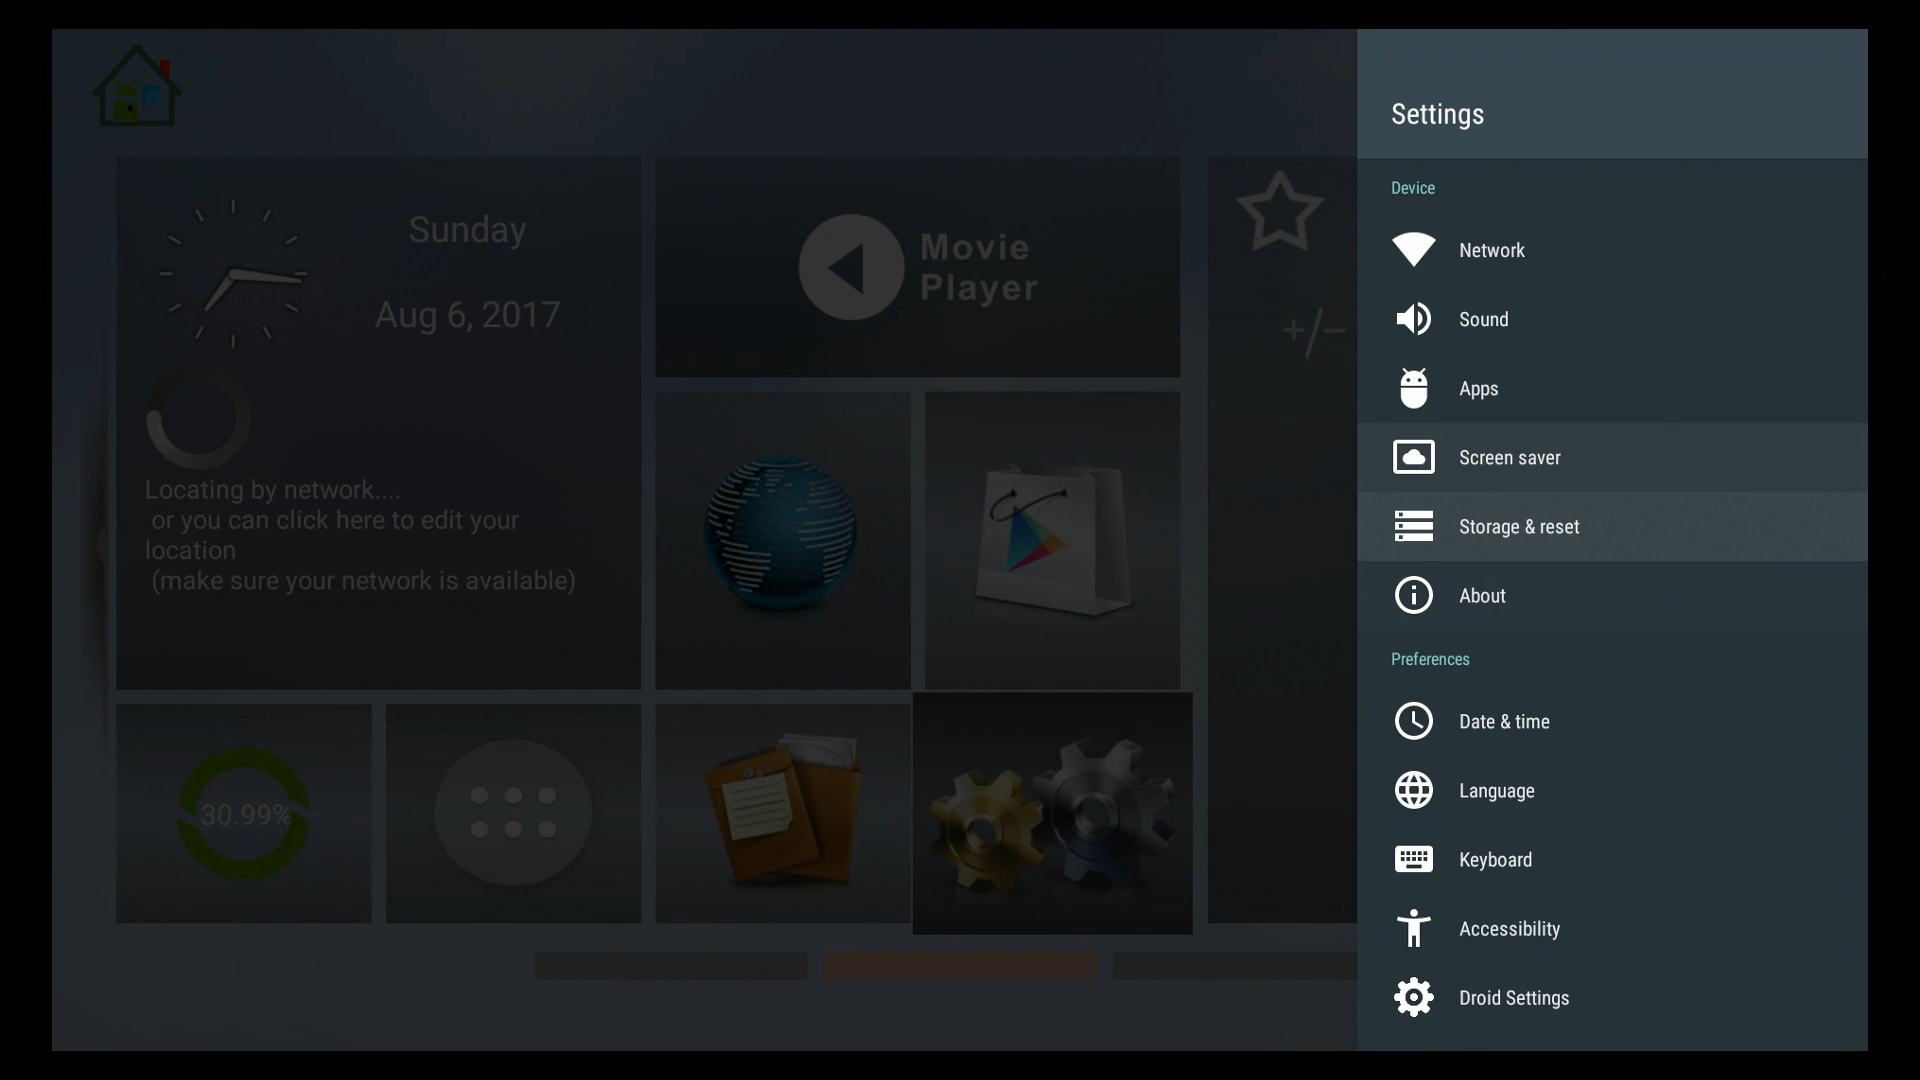 Sunday
Aug 6, 2017
Locating by network....
or you can click here to edit your
location
(make sure your network is available)
Movie
Player
+/−
30.99%
Settings
Device
Network
Sound
Apps
Screen saver
Storage & reset
About
Preferences
Date & time
Language
Keyboard
Accessibility
Droid Settings